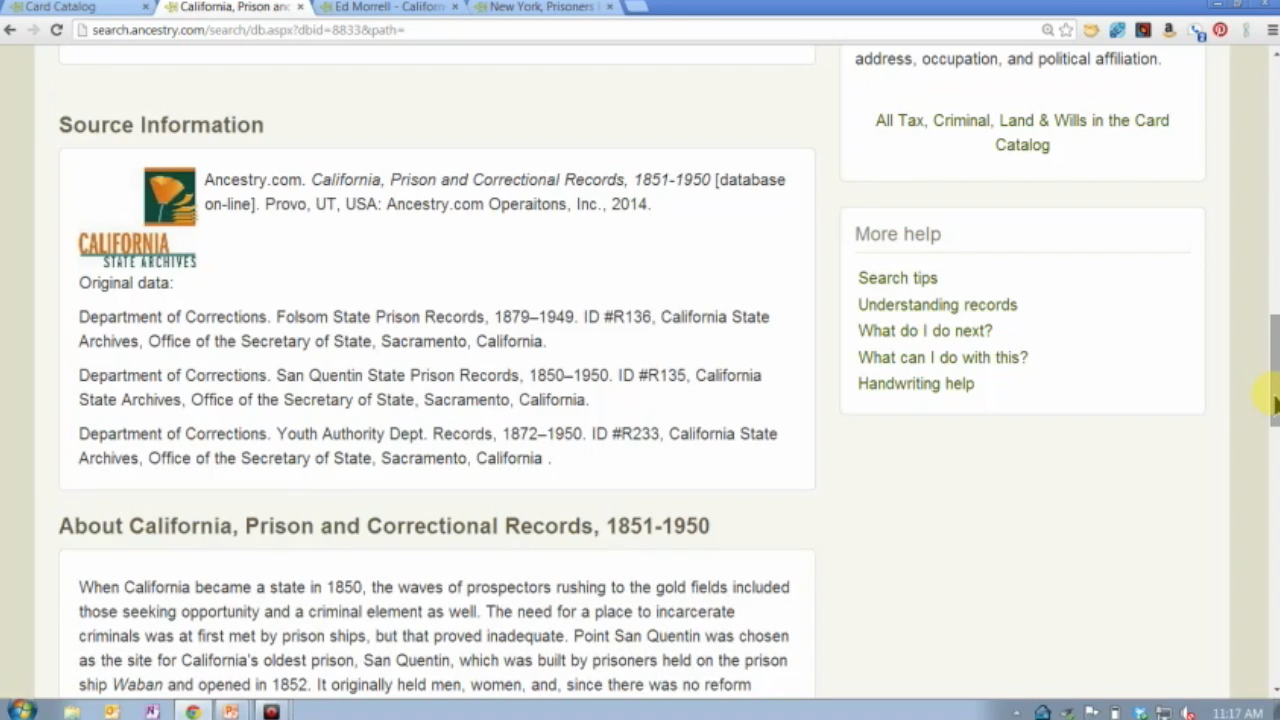 Card Catalog
California, Prison an
Ed Morrell - Californ
New York, Prisoners
search.ancestry.com/search/db.aspx?dbid=8833&path=
address, occupation, and political affiliation.
All Tax, Criminal, Land & Wills in the Card
Catalog
Source Information
Ancestry.com. California, Prison and Correctional Records, 1851-1950 [database
on-line]. Provo, UT, USA: Ancestry.com Operaitons, Inc., 2014.
CALIFORNIA
STATE ARCHIVES
Original data:
Department of Corrections. Folsom State Prison Records, 1879–1949. ID #R136, California State
Archives, Office of the Secretary of State, Sacramento, California.
Department of Corrections. San Quentin State Prison Records, 1850–1950. ID #R135, California
State Archives, Office of the Secretary of State, Sacramento, California.
Department of Corrections. Youth Authority Dept. Records, 1872–1950. ID #R233, California State
Archives, Office of the Secretary of State, Sacramento, California .
More help
Search tips
Understanding records
What do I do next?
What can I do with this?
Handwriting help
About California, Prison and Correctional Records, 1851-1950
When California became a state in 1850, the waves of prospectors rushing to the gold fields included
those seeking opportunity and a criminal element as well. The need for a place to incarcerate
criminals was at first met by prison ships, but that proved inadequate. Point San Quentin was chosen
as the site for California's oldest prison, San Quentin, which was built by prisoners held on the prison
ship Waban and opened in 1852. It originally held men, women, and, since there was no reform
11:17 AM